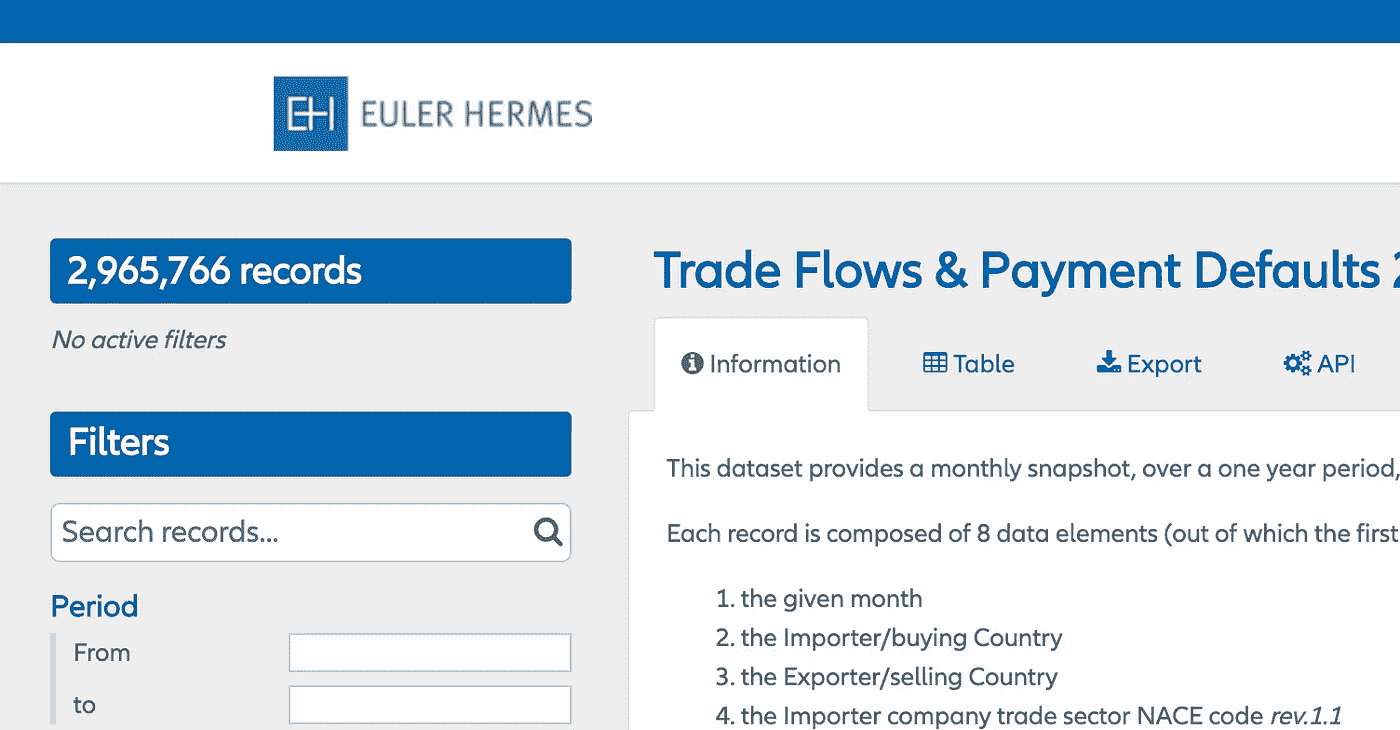 EH EULER HERMES
2,965,766 records
No active filters
Filters
Search records...
Period
From
to
Trade Flows & Payment Defaults
Information Table Export API
This dataset provides a monthly snapshot, over a one year period,
Each record is composed of 8 data elements (out of which the first
1. the given month
2. the Importer/buying Country
3. the Exporter/selling Country
4. the Importer company trade sector NACE code rev.1.1